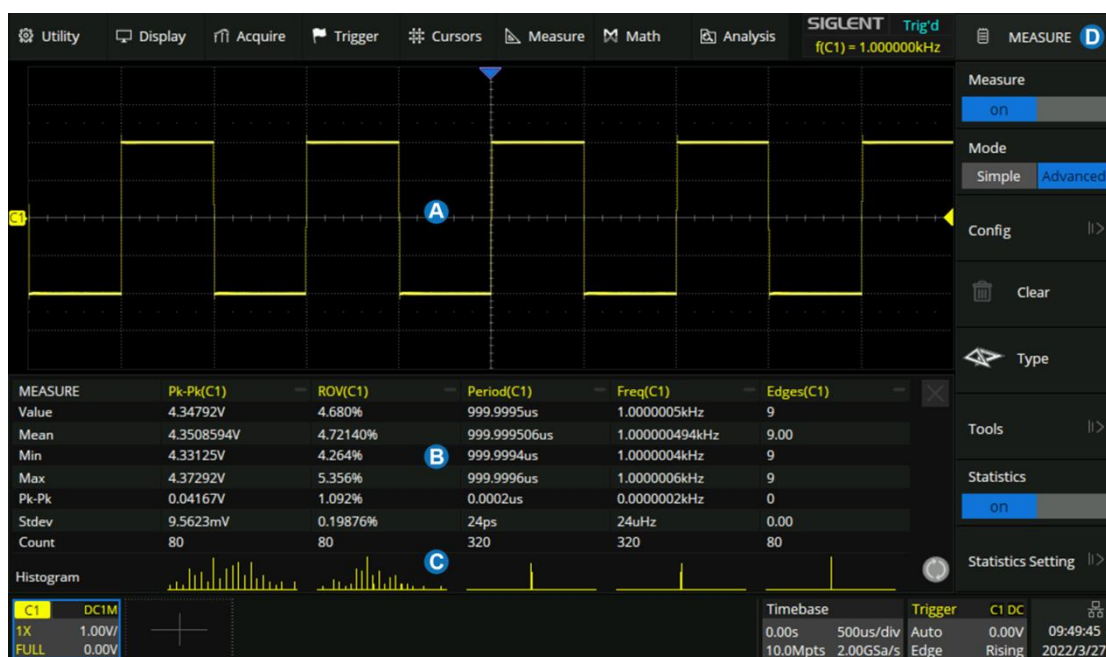 Utility Display Acquire Trigger Cursors Measure Math Analysis SIGLENT Trig'd MEASURE D
f(C1) = 1.000000kHz
Measure
on
Mode
Simple Advanced
C1 A
Config
Clear
Type
MEASURE Pk-Pk(C1) ROV(C1) Period(C1) Freq(C1) Edges(C1)
Value 4.34792V 4.680% 999.9995us 1.0000005kHz 9
Mean 4.3508594V 4.72140% 999.999506us 1.000000494kHz 9.00
Min 4.33125V 4.264% B 999.9994us 1.0000004kHz 9
Max 4.37292V 5.356% 999.9996us 1.0000006kHz 9
Pk-Pk 0.04167V 1.092% 0.0002us 0.0000002kHz 0
Stdev 9.5623mV 0.19876% 24ps 24uHz 0.00
Count 80 80 320 320 80
Histogram C
Tools
Statistics
on
Statistics Setting
C1 DC1M
1X 1.00V/
FULL 0.00V
Timebase
0.00s 500us/div
10.0Mpts 2.00GSa/s
Trigger C1 DC
Auto 0.00V
Edge Rising
09:49:45
2022/3/27